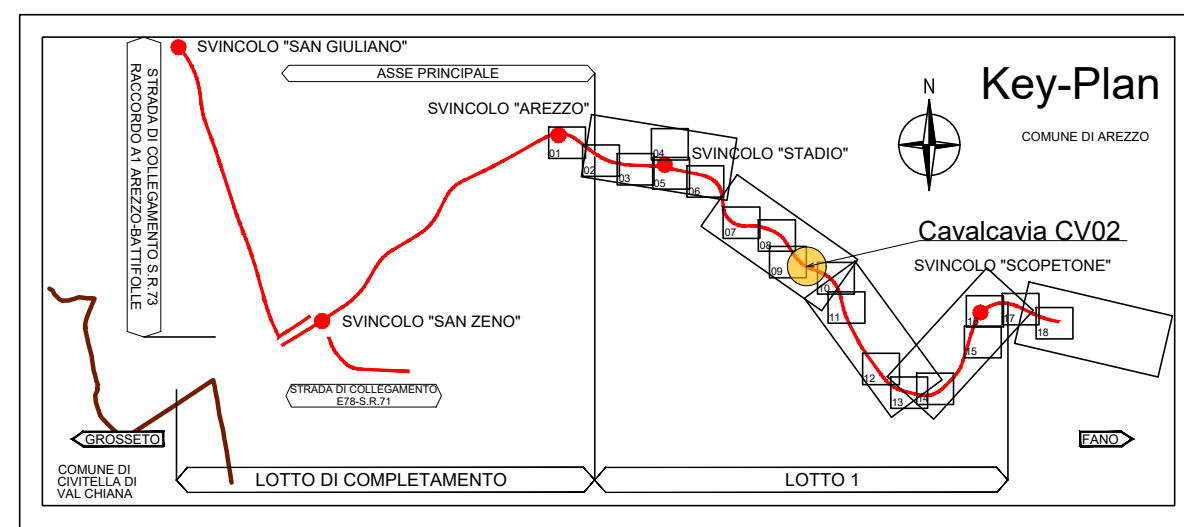 SVINCOLO "SAN GIULIANO"
STRADA DI COLLEGAMENTO S.R.73
RACCORDO A1 AREZZO-BATTIFOLLE
ASSE PRINCIPALE
Key-Plan
N
COMUNE DI AREZZO
SVINCOLO "AREZZO"
SVINCOLO "STADIO"
01
02
03
04
05
06
07
08
09
10
11
12
13
14
15
16
17
18
Cavalcavia CV02
SVINCOLO "SCOPETONE"
SVINCOLO "SAN ZENO"
STRADA DI COLLEGAMENTO
E78-S.R.71
GROSSETO
FANO
COMUNE DI
CIVITELLA DI
VAL CHIANA
LOTTO DI COMPLETAMENTO
LOTTO 1